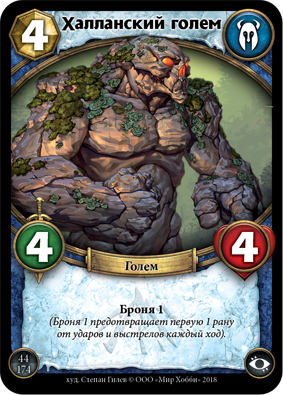 4
Халланский голем
4
4
Голем
Броня 1
(Броня 1 предотвращает первую 1 рану
от ударов и выстрелов каждый ход).
44
174
худ. Степан Гилев © ООО «Мир Хобби» 2018